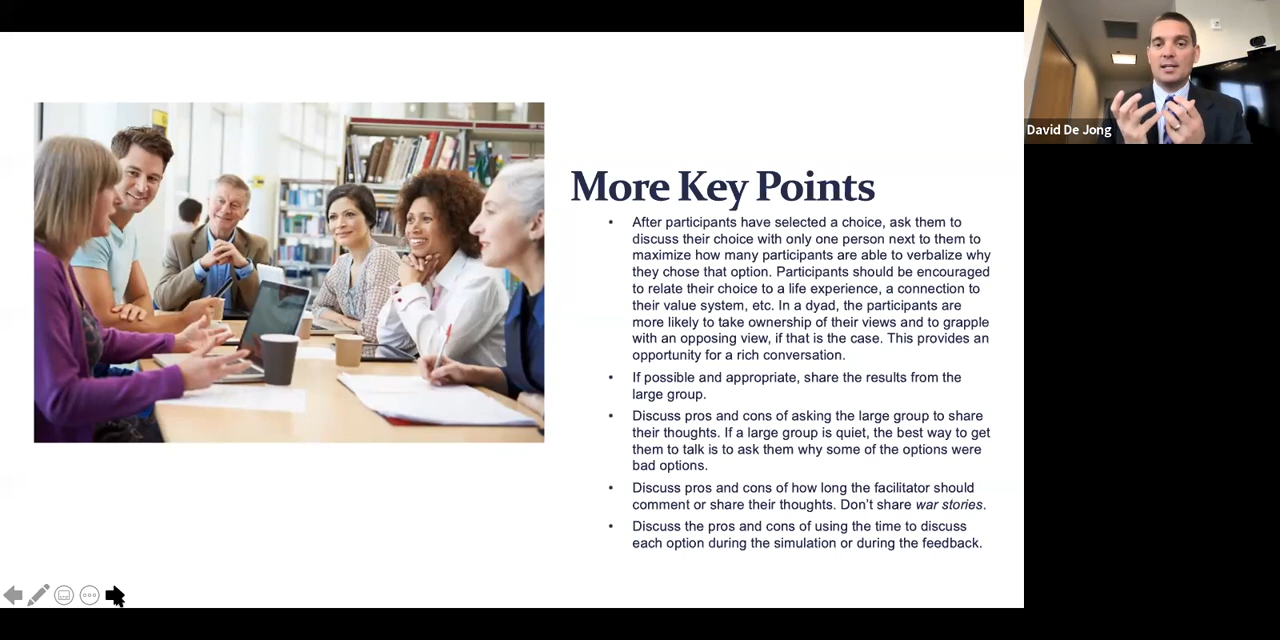 David De Jong
More Key Points
• After participants have selected a choice, ask them to
discuss their choice with only one person next to them to
maximize how many participants are able to verbalize why
they chose that option. Participants should be encouraged
to relate their choice to a life experience, a connection to
their value system, etc. In a dyad, the participants are
more likely to take ownership of their views and to grapple
with an opposing view, if that is the case. This provides an
opportunity for a rich conversation.
• If possible and appropriate, share the results from the
large group.
• Discuss pros and cons of asking the large group to share
their thoughts. If a large group is quiet, the best way to get
them to talk is to ask them why some of the options were
bad options.
• Discuss pros and cons of how long the facilitator should
comment or share their thoughts. Don't share war stories.
• Discuss the pros and cons of using the time to discuss
each option during the simulation or during the feedback.